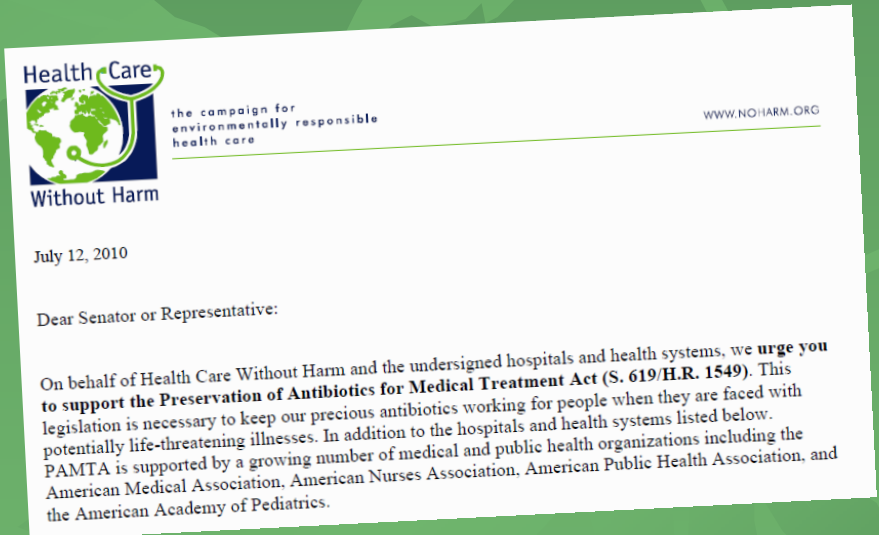 Health Care
Without Harm
the campaign for
environmentally responsible
health care
WWW.NOHARM.ORG
July 12, 2010
Dear Senator or Representative:
On behalf of Health Care Without Harm and the undersigned hospitals and health systems, we urge you
to support the Preservation of Antibiotics for Medical Treatment Act (S. 619/H.R. 1549). This
legislation is necessary to keep our precious antibiotics working for people when they are faced with
potentially life-threatening illnesses. In addition to the hospitals and health systems listed below.
PAMTA is supported by a growing number of medical and public health organizations including the
American Medical Association, American Nurses Association, American Public Health Association, and
the American Academy of Pediatrics.